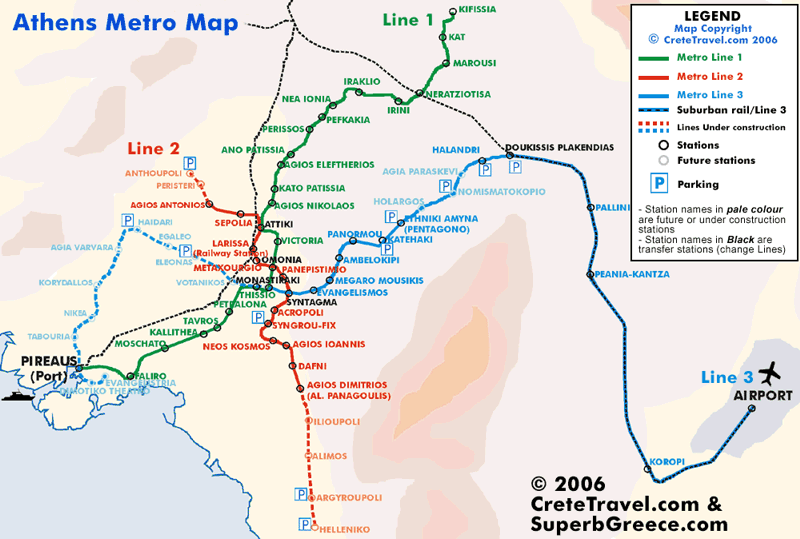 Athens Metro Map
Line 1
KIFISSIA
KAT
MAROUSI
NERATZIOTISA
IRINI
IRAKLIO
NEA IONIA
PEFKAKIA
PERISSOS
ANO PATISSIA
AGIOS ELEFTHERIOS
KATO PATISSIA
AGIOS NIKOLAOS
ATTIKI
VICTORIA
OMONIA
MONASTIRAKI
THISSIO
PETRALONA
TAVROS
KALLITHEA
MOSCHATO
FALIRO
PIREAUS
(Port)
Line 2
P
ANTHOUPOLI
PERISTERI
AGIOS ANTONIOS
SEPOLIA
LARISSA
(Railway Station)
METAXOURGIO
PANEPISTIMIO
SYNTAGMA
P
ACROPOLI
SYNGROU-FIX
NEOS KOSMOS
AGIOS IOANNIS
DAFNI
AGIOS DIMITRIOS
(AL. PANAGOULIS)
ILIOUPOLI
ALIMOS
P
ARGYROUPOLI
P
HELLENIKO
P
HAIDARI
AGIA VARVARA
EGALEO
P
ELEONAS
VOTANIKOS
KORYDALLOS
NIKEA
TABOURIA
EVANGELISTRIA
DIMOTIKO THEATRO
EVANGELISMOS
MEGARO MOUSIKIS
AMBELOKIPI
PANORMOU
P
KATEHAKI
P
ETHNIKI AMYNA
(PENTAGONO)
HOLARGOS
P
NOMISMATOKOPIO
AGIA PARASKEVI
HALANDRI
P
DOUKISSIS PLAKENDIAS
P
PALLINI
PEANIA-KANTZA
KOROPI
Line 3
AIRPORT
LEGEND
Map Copyright
© CreteTravel.com 2006
Metro Line 1
Metro Line 2
Metro Line 3
Suburban rail/Line 3
Lines Under construction
Stations
Future stations
P
Parking
- Station names in pale colour
are future or under construction
stations
- Station names in Black are
transfer stations (change Lines)
© 2006
CreteTravel.com &
SuperbGreece.com